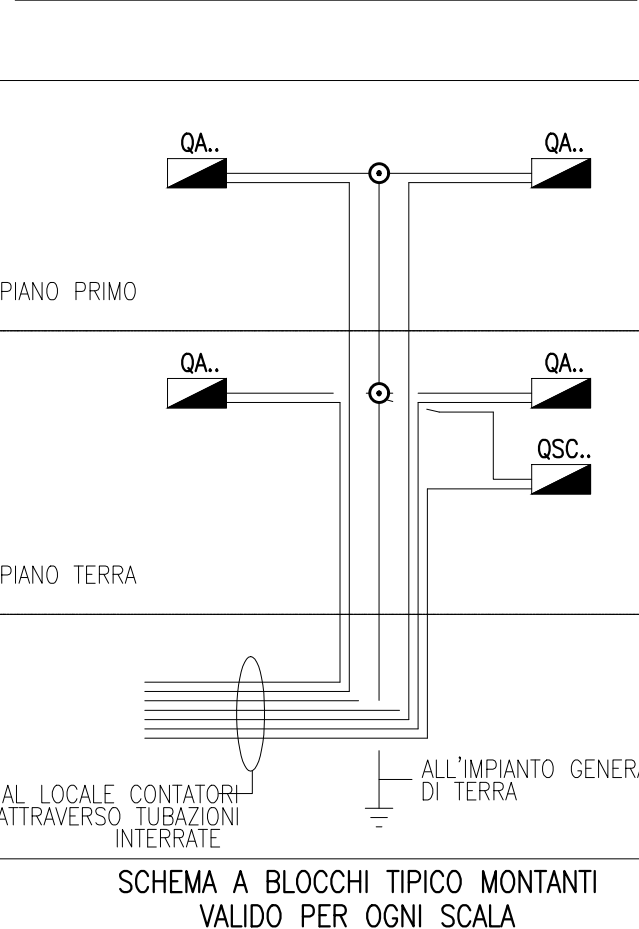 QA..
QA..
PIANO PRIMO
QA..
QA..
QSC..
PIANO TERRA
ALL'IMPIANTO GENERA
DI TERRA
AL LOCALE CONTATORI
ATTRAVERSO TUBAZIONI
INTERRATE
SCHEMA A BLOCCHI TIPICO MONTANTI
VALIDO PER OGNI SCALA